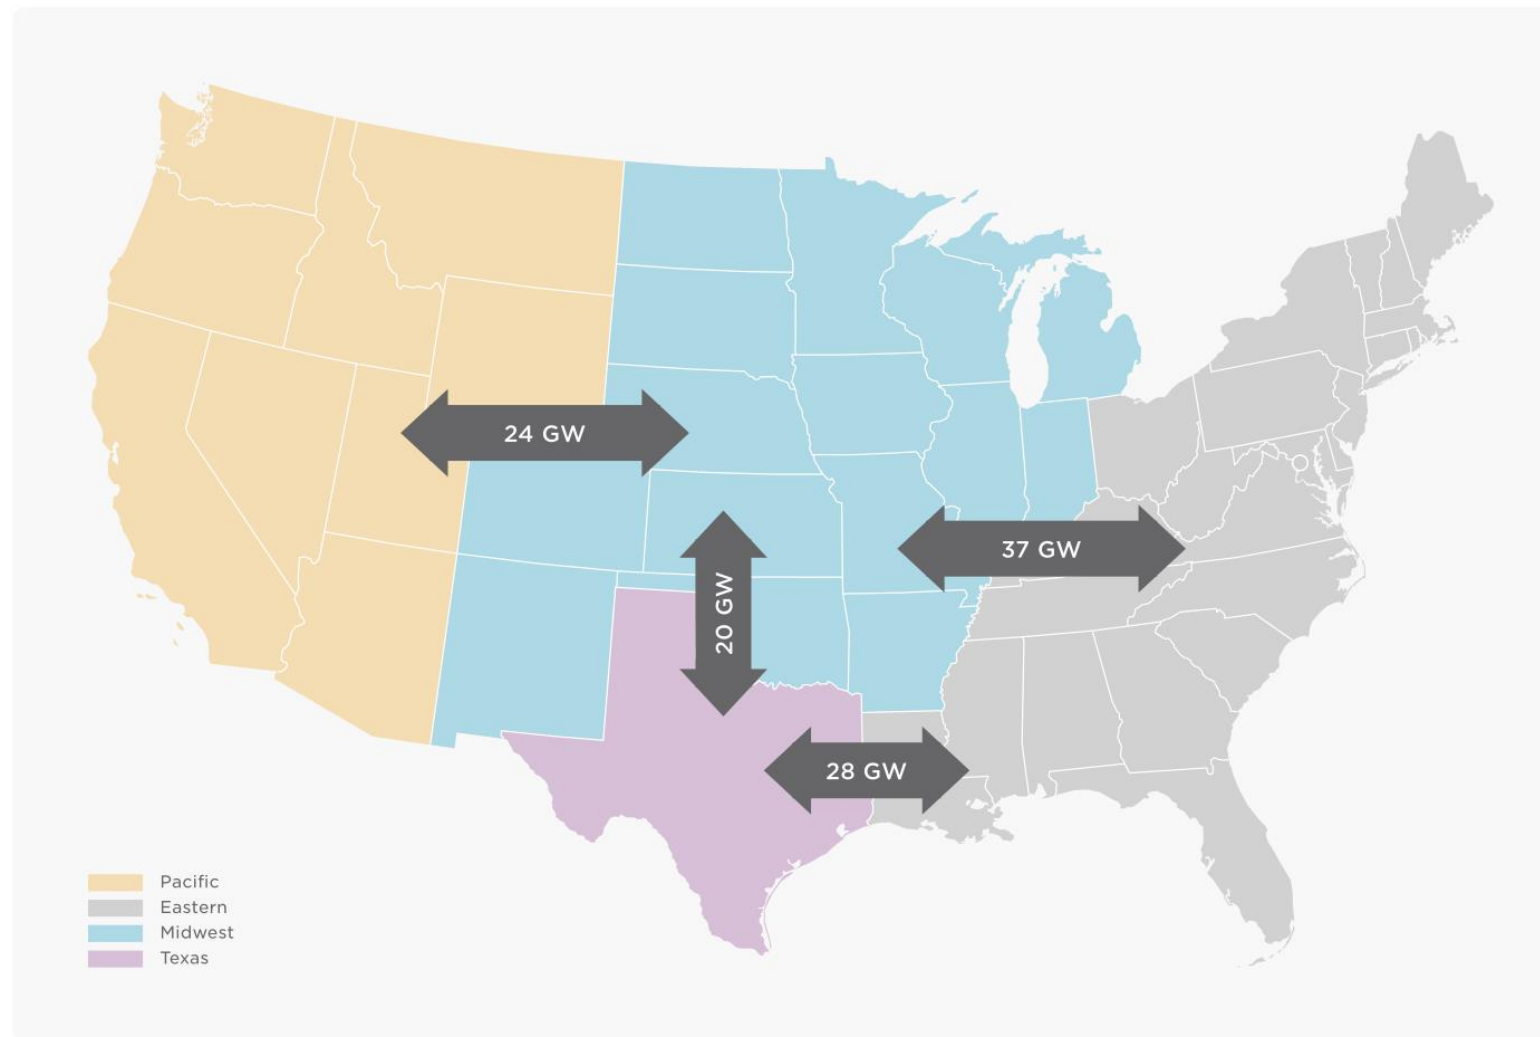 24 GW
37 GW
20 GW
28 GW
Pacific
Eastern
Midwest
Texas